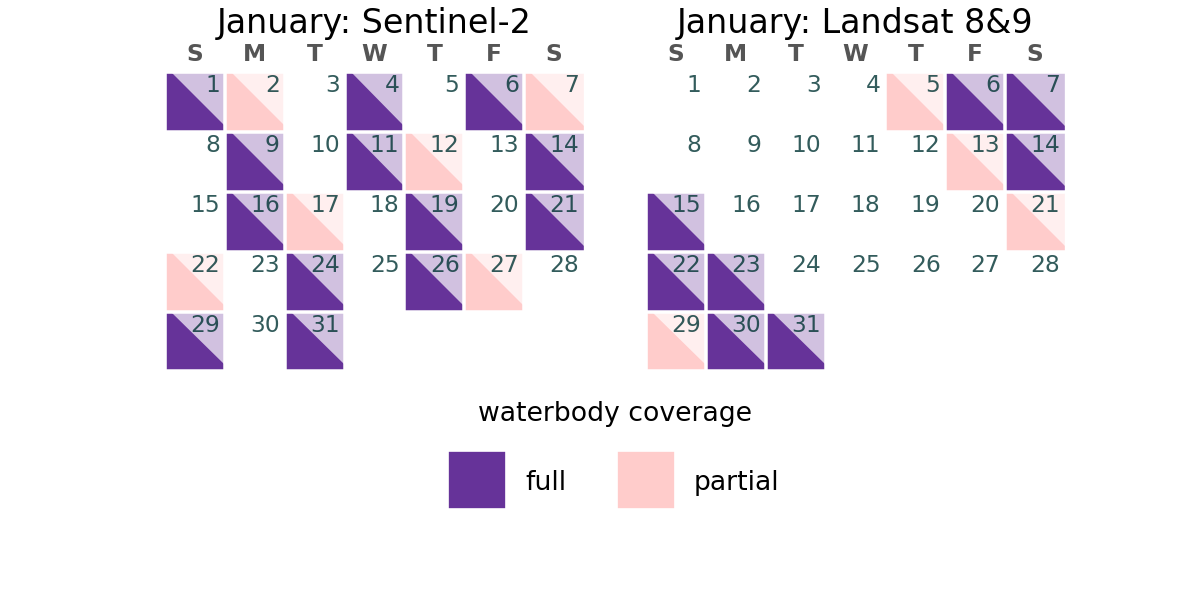 January: Sentinel-2
S M T W T F S
1 2 3 4 5 6 7
8 9 10 11 12 13 14
15 16 17 18 19 20 21
22 23 24 25 26 27 28
29 30 31
January: Landsat 8&9
S M T W T F S
1 2 3 4 5 6 7
8 9 10 11 12 13 14
15 16 17 18 19 20 21
22 23 24 25 26 27 28
29 30 31
waterbody coverage
full partial